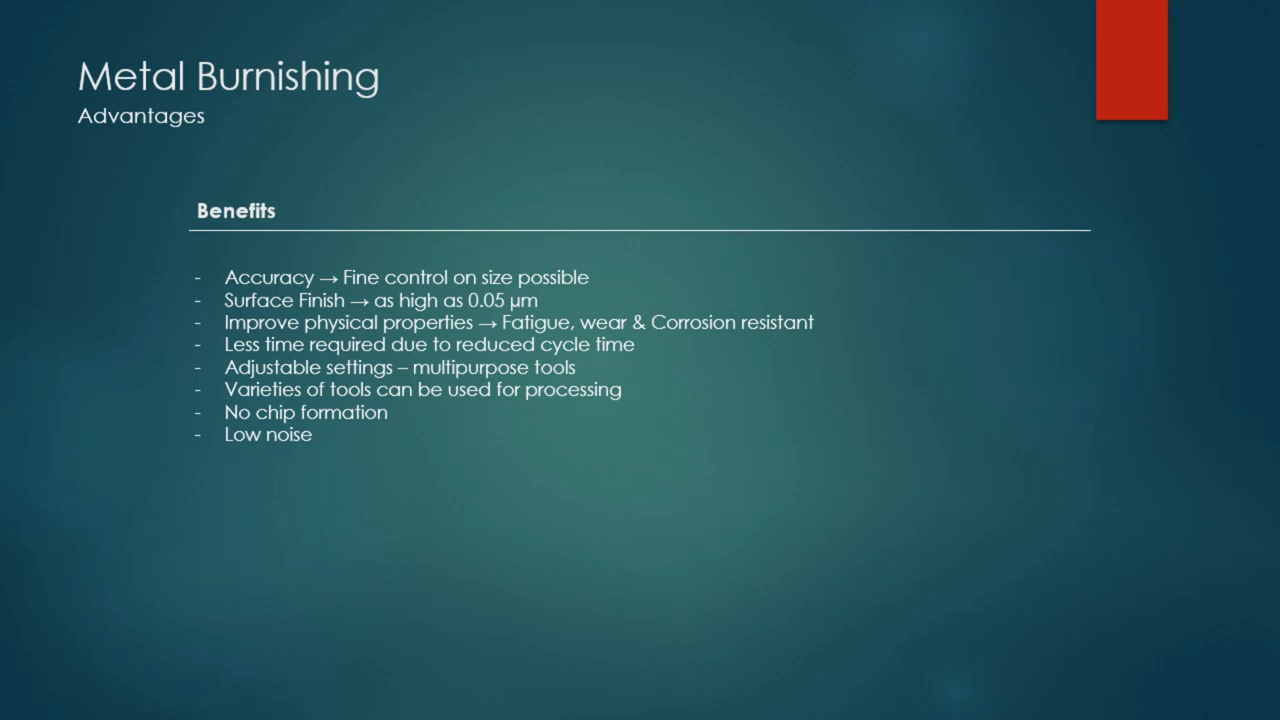 Metal Burnishing
Advantages
Benefits
- Accuracy → Fine control on size possible
- Surface Finish → as high as 0.05 µm
- Improve physical properties → Fatigue, wear & Corrosion resistant
- Less time required due to reduced cycle time
- Adjustable settings – multipurpose tools
- Varieties of tools can be used for processing
- No chip formation
- Low noise